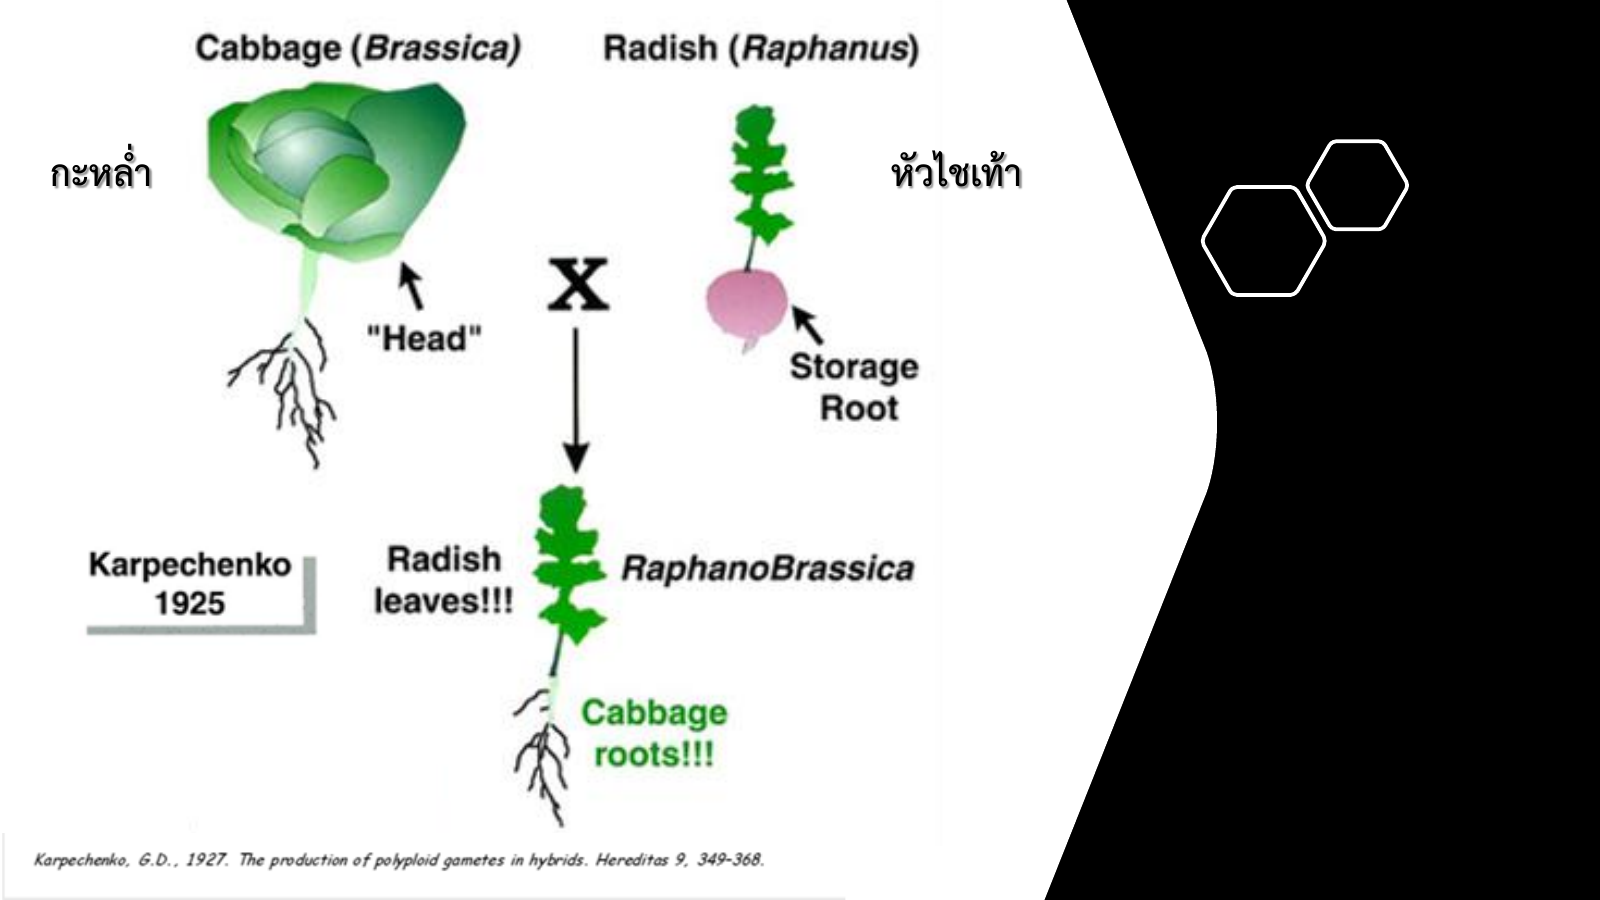 Cabbage (Brassica)
Radish (Raphanus)
กะหล่ำ
หัวไชเท้า
"Head"
X
Storage
Root
Karpechenko
1925
Radish
leaves!!!
RaphanoBrassica
Cabbage
roots!!!
Karpechenko, G.D., 1927. The production of polyploid gametes in hybrids. Hereditas 9, 349-368.